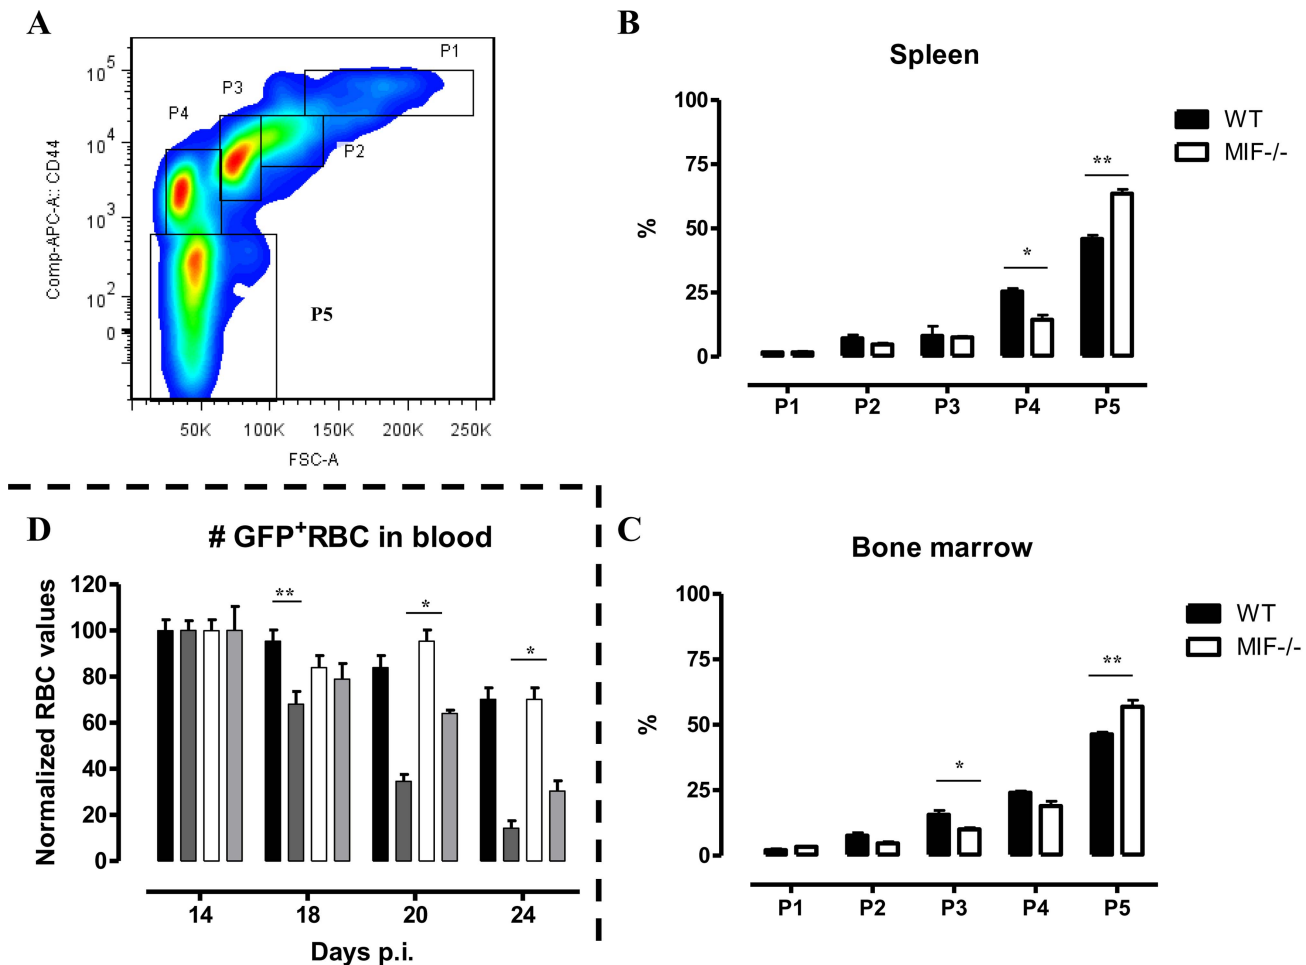 A
P1
P3
P4
P2
P5
10^5
10^4
10^3
10^2
0
Comp-APC-A:: CD44
50K 100K 150K 200K 250K
FSC-A
B
Spleen
100
75
50
25
0
%
WT
MIF-/-
**
*
P1 P2 P3 P4 P5
D
# GFP⁺RBC in blood
120
100
80
60
40
20
0
Normalized RBC values
**
*
*
14 18 20 24
Days p.i.
C
Bone marrow
100
75
50
25
0
%
WT
MIF-/-
**
*
P1 P2 P3 P4 P5